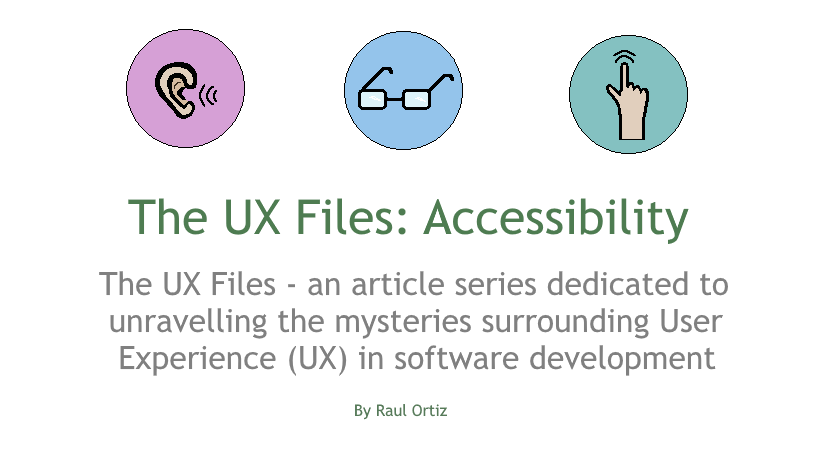 The UX Files: Accessibility
The UX Files - an article series dedicated to
unravelling the mysteries surrounding User
Experience (UX) in software development
By Raul Ortiz